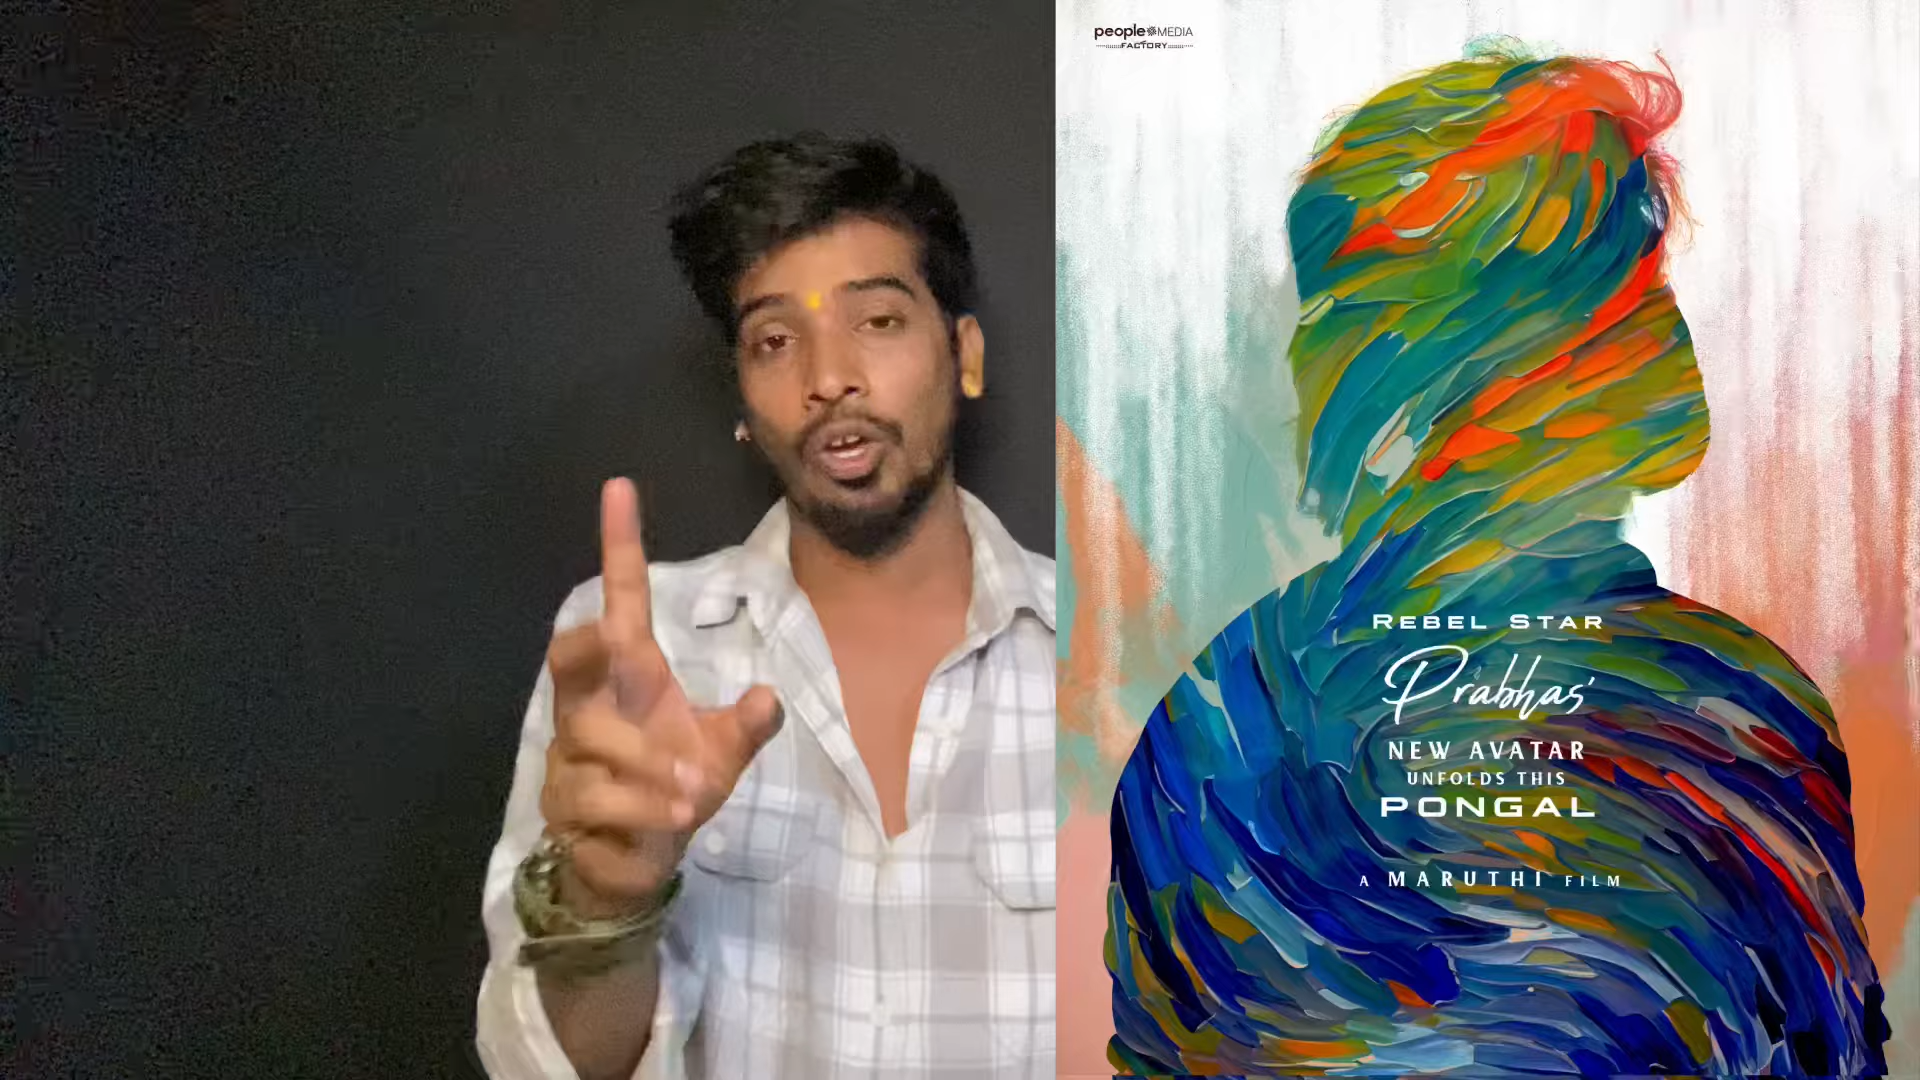 people MEDIA
FACTORY
REBEL STAR
Prabhas'
NEW AVATAR
UNFOLDS THIS
PONGAL
A MARUTHI FILM